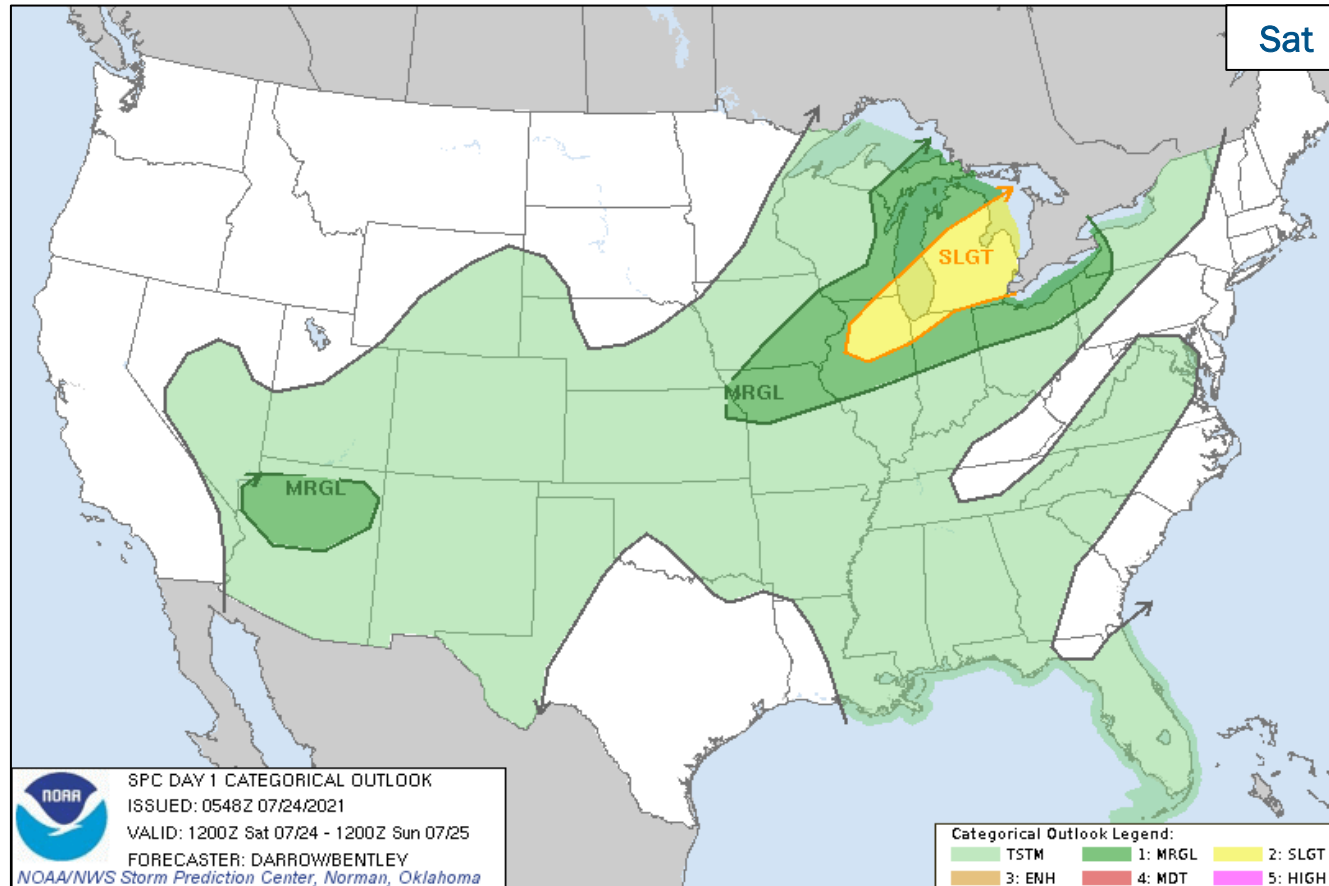 Sat
SLGT
MRGL
MRGL
NOAA
SPC DAY 1 CATEGORICAL OUTLOOK
ISSUED: 0548Z 07/24/2021
VALID: 1200Z Sat 07/24 - 1200Z Sun 07/25
FORECASTER: DARROW/BENTLEY
NOAA/NWS Storm Prediction Center, Norman, Oklahoma
Categorical Outlook Legend:
TSTM 1: MRGL 2: SLGT
3: ENH 4: MDT 5: HIGH